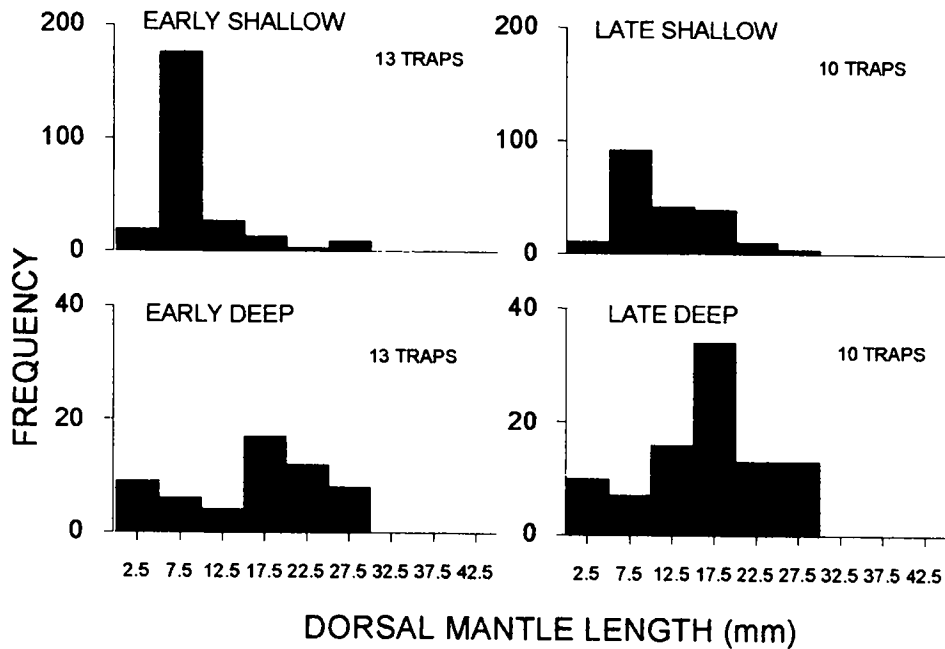 EARLY SHALLOW
13 TRAPS
200
100
0
LATE SHALLOW
10 TRAPS
200
100
0
FREQUENCY
EARLY DEEP
13 TRAPS
40
20
0
2.5 7.5 12.5 17.5 22.5 27.5 32.5 37.5 42.5
LATE DEEP
10 TRAPS
40
20
0
2.5 7.5 12.5 17.5 22.5 27.5 32.5 37.5 42.5
DORSAL MANTLE LENGTH (mm)